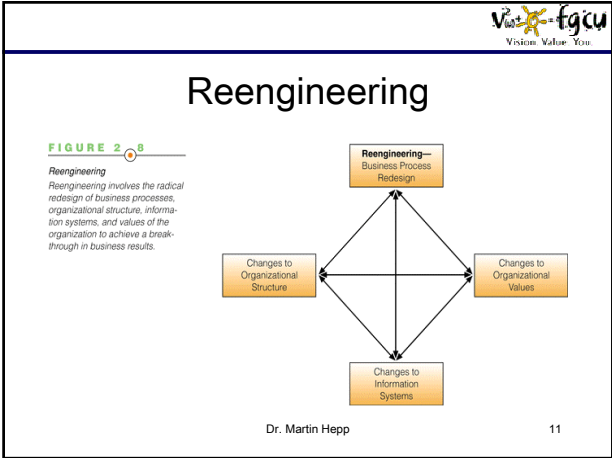 fgcu
Vision Value You
Reengineering
FIGURE 2 8
Reengineering
Reengineering involves the radical
redesign of business processes,
organizational structure, informa-
tion systems, and values of the
organization to achieve a break-
through in business results.
Reengineering—
Business Process
Redesign
Changes to
Organizational
Structure
Changes to
Organizational
Values
Changes to
Information
Systems
Dr. Martin Hepp
11